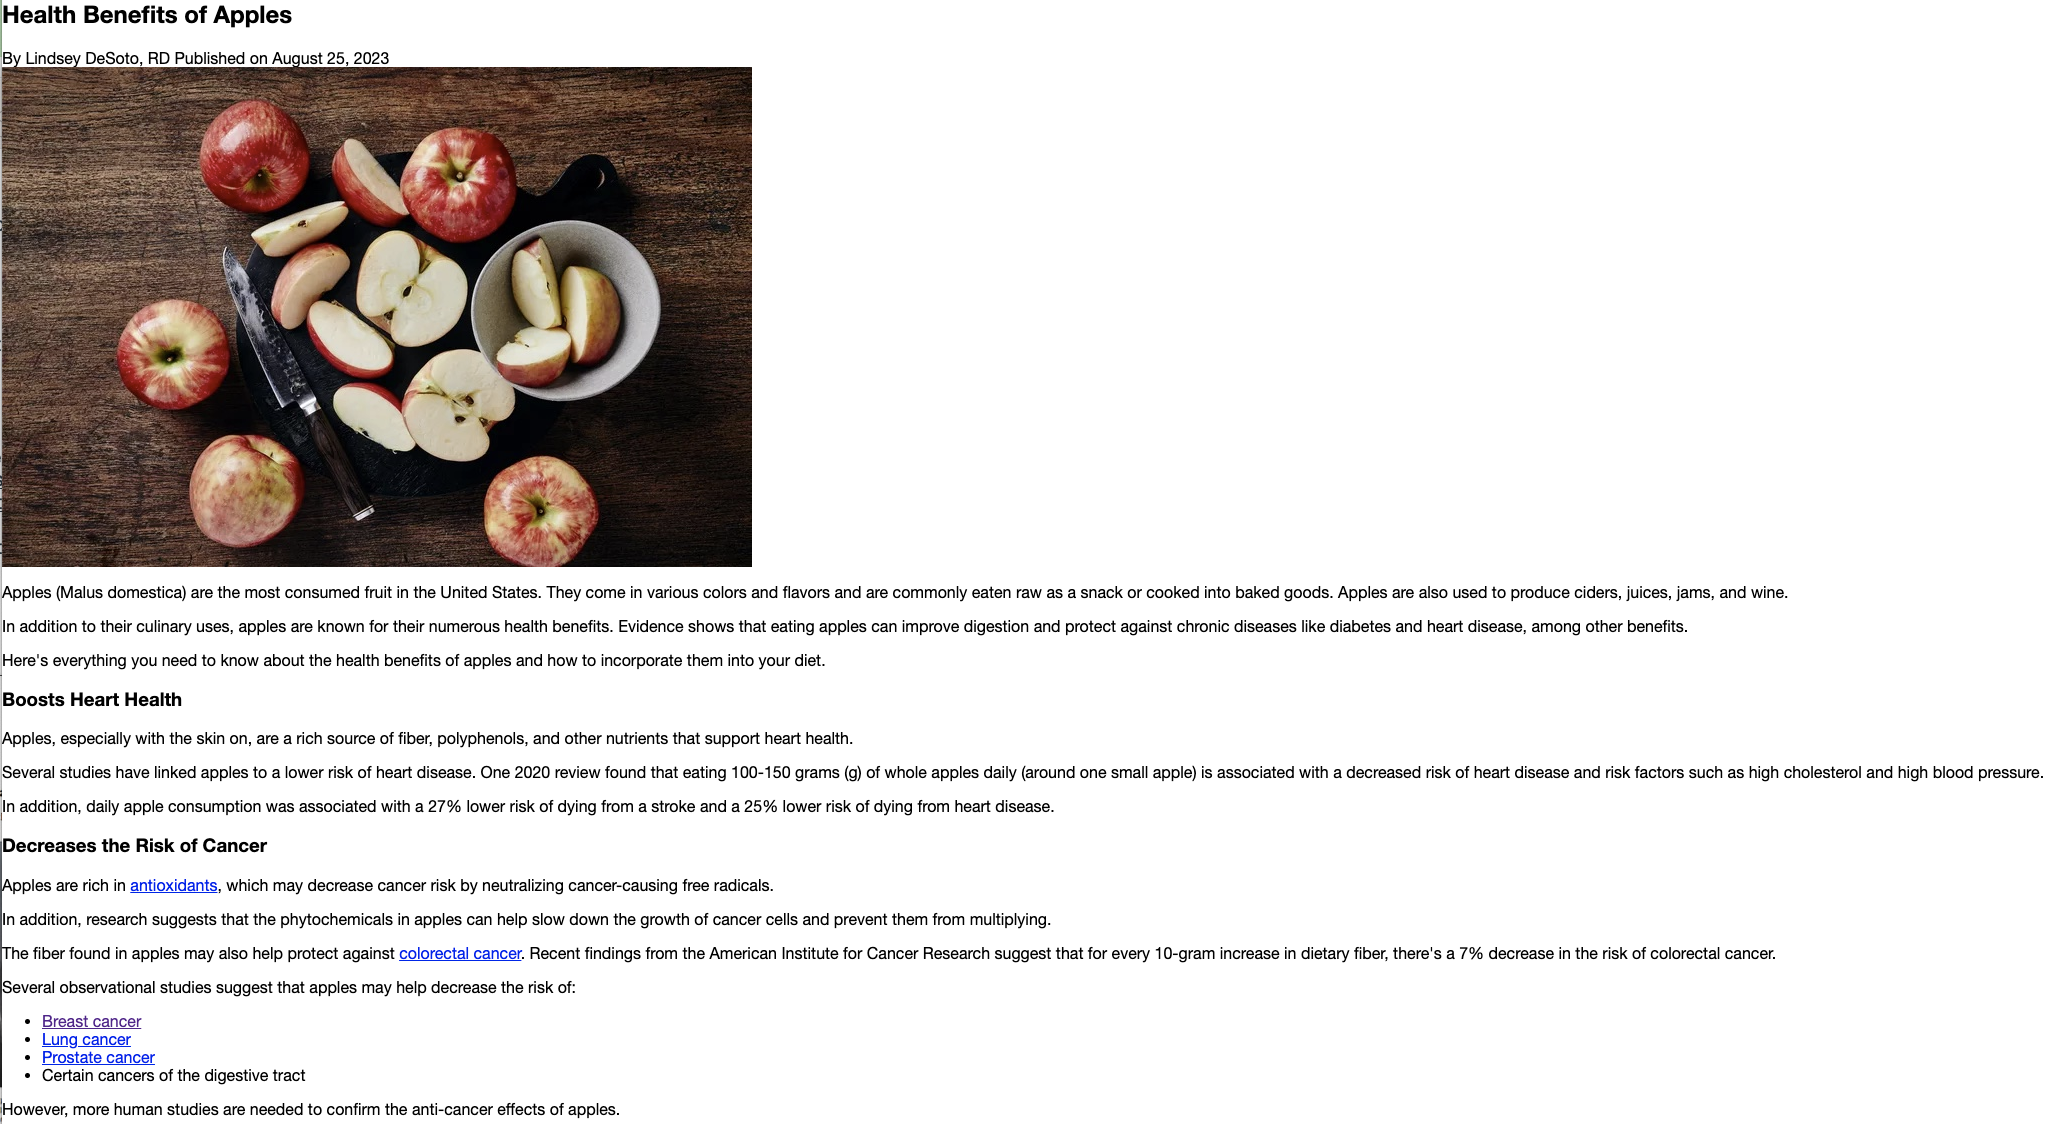 Health Benefits of Apples
By Lindsey DeSoto, RD Published on August 25, 2023
Apples (Malus domestica) are the most consumed fruit in the United States. They come in various colors and flavors and are commonly eaten raw as a snack or cooked into baked goods. Apples are also used to produce ciders, juices, jams, and wine.
In addition to their culinary uses, apples are known for their numerous health benefits. Evidence shows that eating apples can improve digestion and protect against chronic diseases like diabetes and heart disease, among other benefits.
Here's everything you need to know about the health benefits of apples and how to incorporate them into your diet.
Boosts Heart Health
Apples, especially with the skin on, are a rich source of fiber, polyphenols, and other nutrients that support heart health.
Several studies have linked apples to a lower risk of heart disease. One 2020 review found that eating 100-150 grams (g) of whole apples daily (around one small apple) is associated with a decreased risk of heart disease and risk factors such as high cholesterol and high blood pressure.
In addition, daily apple consumption was associated with a 27% lower risk of dying from a stroke and a 25% lower risk of dying from heart disease.
Decreases the Risk of Cancer
Apples are rich in antioxidants, which may decrease cancer risk by neutralizing cancer-causing free radicals.
In addition, research suggests that the phytochemicals in apples can help slow down the growth of cancer cells and prevent them from multiplying.
The fiber found in apples may also help protect against colorectal cancer. Recent findings from the American Institute for Cancer Research suggest that for every 10-gram increase in dietary fiber, there's a 7% decrease in the risk of colorectal cancer.
Several observational studies suggest that apples may help decrease the risk of:
• Breast cancer
• Lung cancer
• Prostate cancer
• Certain cancers of the digestive tract
However, more human studies are needed to confirm the anti-cancer effects of apples.